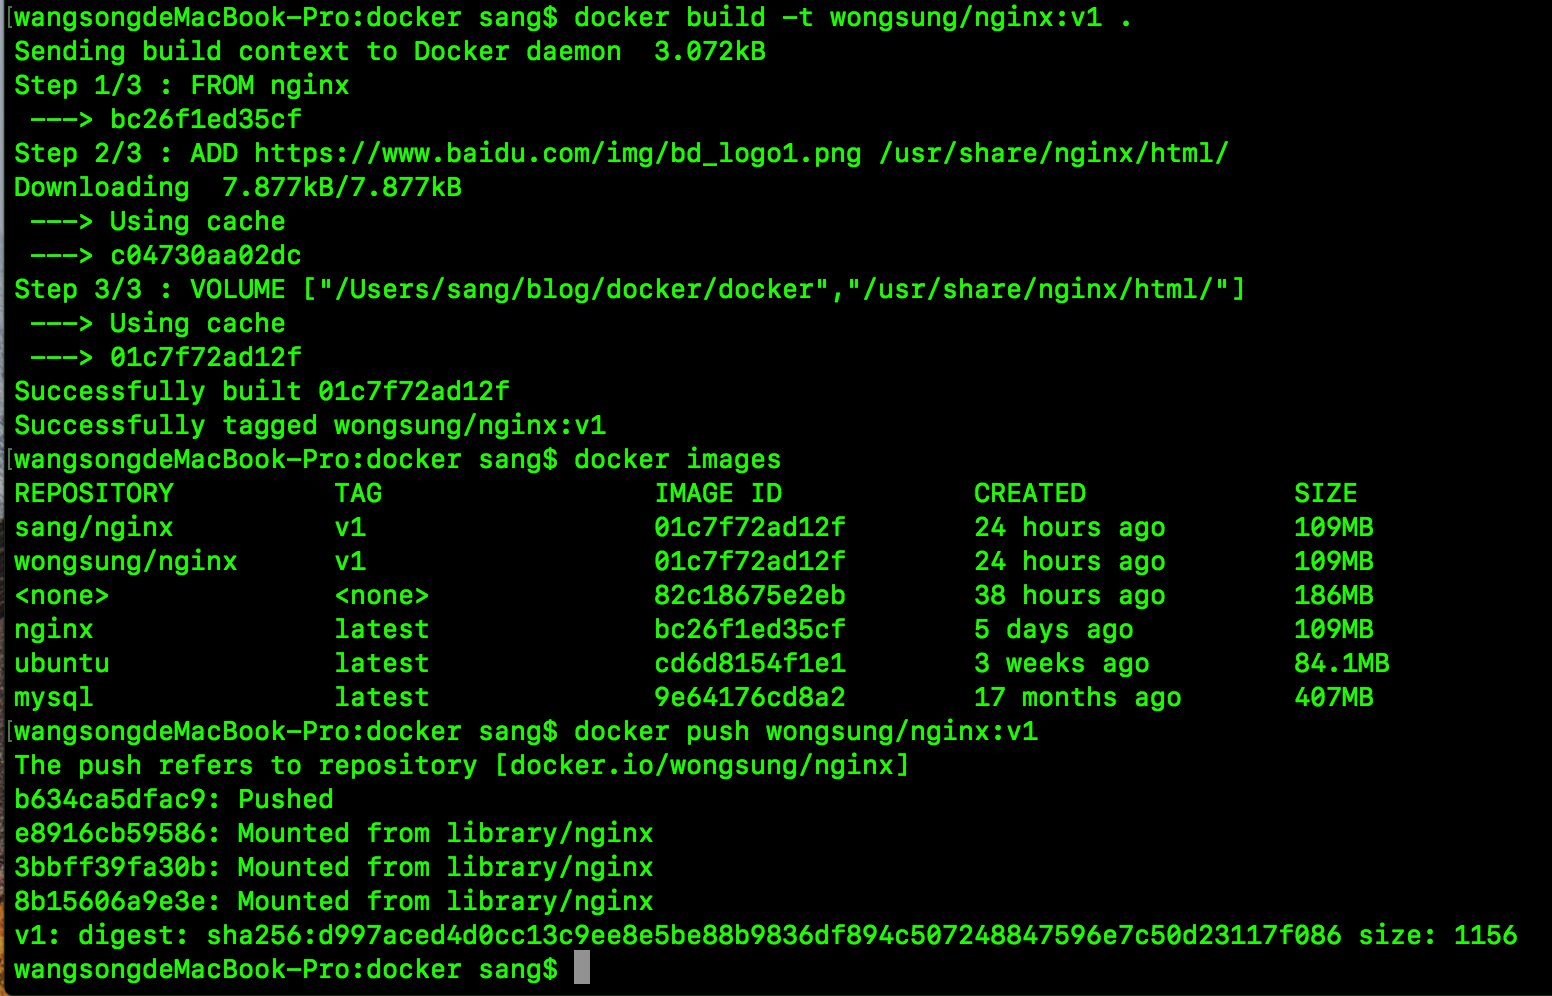 [wangsongdeMacBook-Pro:docker sang$ docker build -t wongsung/nginx:v1 .
Sending build context to Docker daemon  3.072kB
Step 1/3 : FROM nginx
 ---> bc26f1ed35cf
Step 2/3 : ADD https://www.baidu.com/img/bd_logo1.png /usr/share/nginx/html/
Downloading  7.877kB/7.877kB
 ---> Using cache
 ---> c04730aa02dc
Step 3/3 : VOLUME ["/Users/sang/blog/docker/docker","/usr/share/nginx/html/"]
 ---> Using cache
 ---> 01c7f72ad12f
Successfully built 01c7f72ad12f
Successfully tagged wongsung/nginx:v1
[wangsongdeMacBook-Pro:docker sang$ docker images
REPOSITORY          TAG                 IMAGE ID            CREATED             SIZE
sang/nginx          v1                  01c7f72ad12f        24 hours ago        109MB
wongsung/nginx      v1                  01c7f72ad12f        24 hours ago        109MB
<none>              <none>              82c18675e2eb        38 hours ago        186MB
nginx               latest              bc26f1ed35cf        5 days ago          109MB
ubuntu              latest              cd6d8154f1e1        3 weeks ago         84.1MB
mysql               latest              9e64176cd8a2        17 months ago       407MB
[wangsongdeMacBook-Pro:docker sang$ docker push wongsung/nginx:v1
The push refers to repository [docker.io/wongsung/nginx]
b634ca5dfac9: Pushed
e8916cb59586: Mounted from library/nginx
3bbff39fa30b: Mounted from library/nginx
8b15606a9e3e: Mounted from library/nginx
v1: digest: sha256:d997aced4d0cc13c9ee8e5be88b9836df894c507248847596e7c50d23117f086 size: 1156
wangsongdeMacBook-Pro:docker sang$